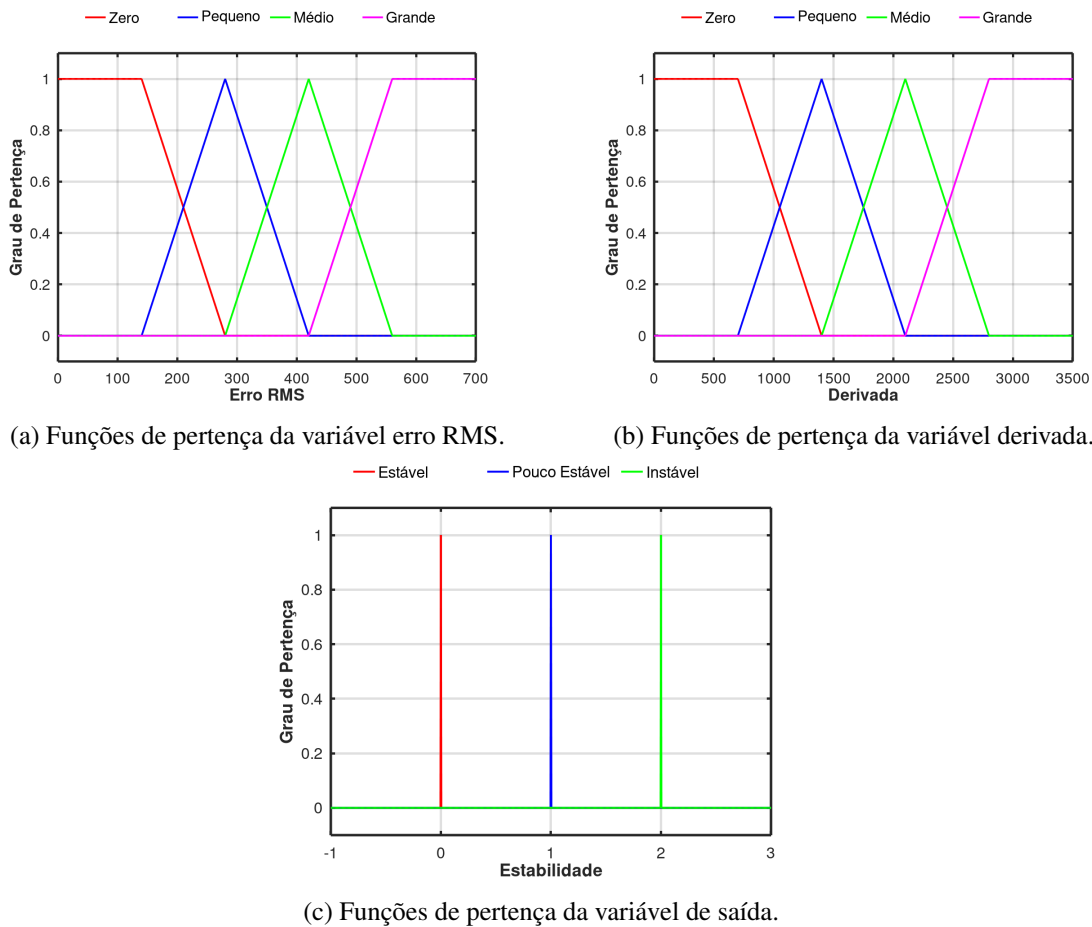 Zero Pequeno Médio Grande
Grau de Pertença
1
0.8
0.6
0.4
0.2
0
0 100 200 300 400 500 600 700
Erro RMS
(a) Funções de pertença da variável erro RMS.
Zero Pequeno Médio Grande
Grau de Pertença
1
0.8
0.6
0.4
0.2
0
0 500 1000 1500 2000 2500 3000 3500
Derivada
(b) Funções de pertença da variável derivada.
Estável Pouco Estável Instável
Grau de Pertença
1
0.8
0.6
0.4
0.2
0
-1 0 1 2 3
Estabilidade
(c) Funções de pertença da variável de saída.